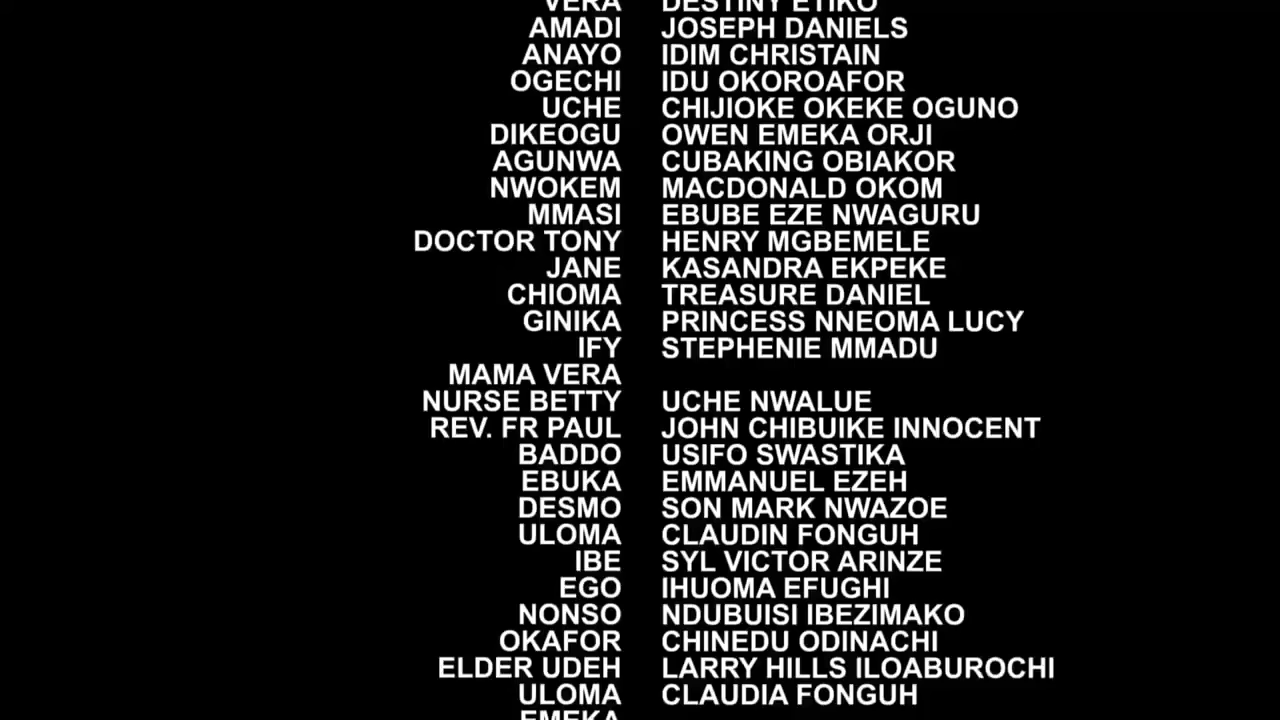 VERA DESTINY ETIKO
AMADI JOSEPH DANIELS
ANAYO IDIM CHRISTAIN
OGECHI IDU OKOROAFOR
UCHE CHIJIOKE OKEKE OGUNO
DIKEOGU OWEN EMEKA ORJI
AGUNWA CUBAKING OBIAKOR
NWOKEM MACDONALD OKOM
MMASI EBUBE EZE NWAGURU
DOCTOR TONY HENRY MGBEMELE
JANE KASANDRA EKPEKE
CHIOMA TREASURE DANIEL
GINIKA PRINCESS NNEOMA LUCY
IFY STEPHENIE MMADU
MAMA VERA
NURSE BETTY UCHE NWALUE
REV. FR PAUL JOHN CHIBUIKE INNOCENT
BADDO USIFO SWASTIKA
EBUKA EMMANUEL EZEH
DESMO SON MARK NWAZOE
ULOMA CLAUDIN FONGUH
IBE SYL VICTOR ARINZE
EGO IHUOMA EFUGHI
NONSO NDUBUISI IBEZIMAKO
OKAFOR CHINEDU ODINACHI
ELDER UDEH LARRY HILLS ILOABUROCHI
ULOMA CLAUDIA FONGUH
EMEKA